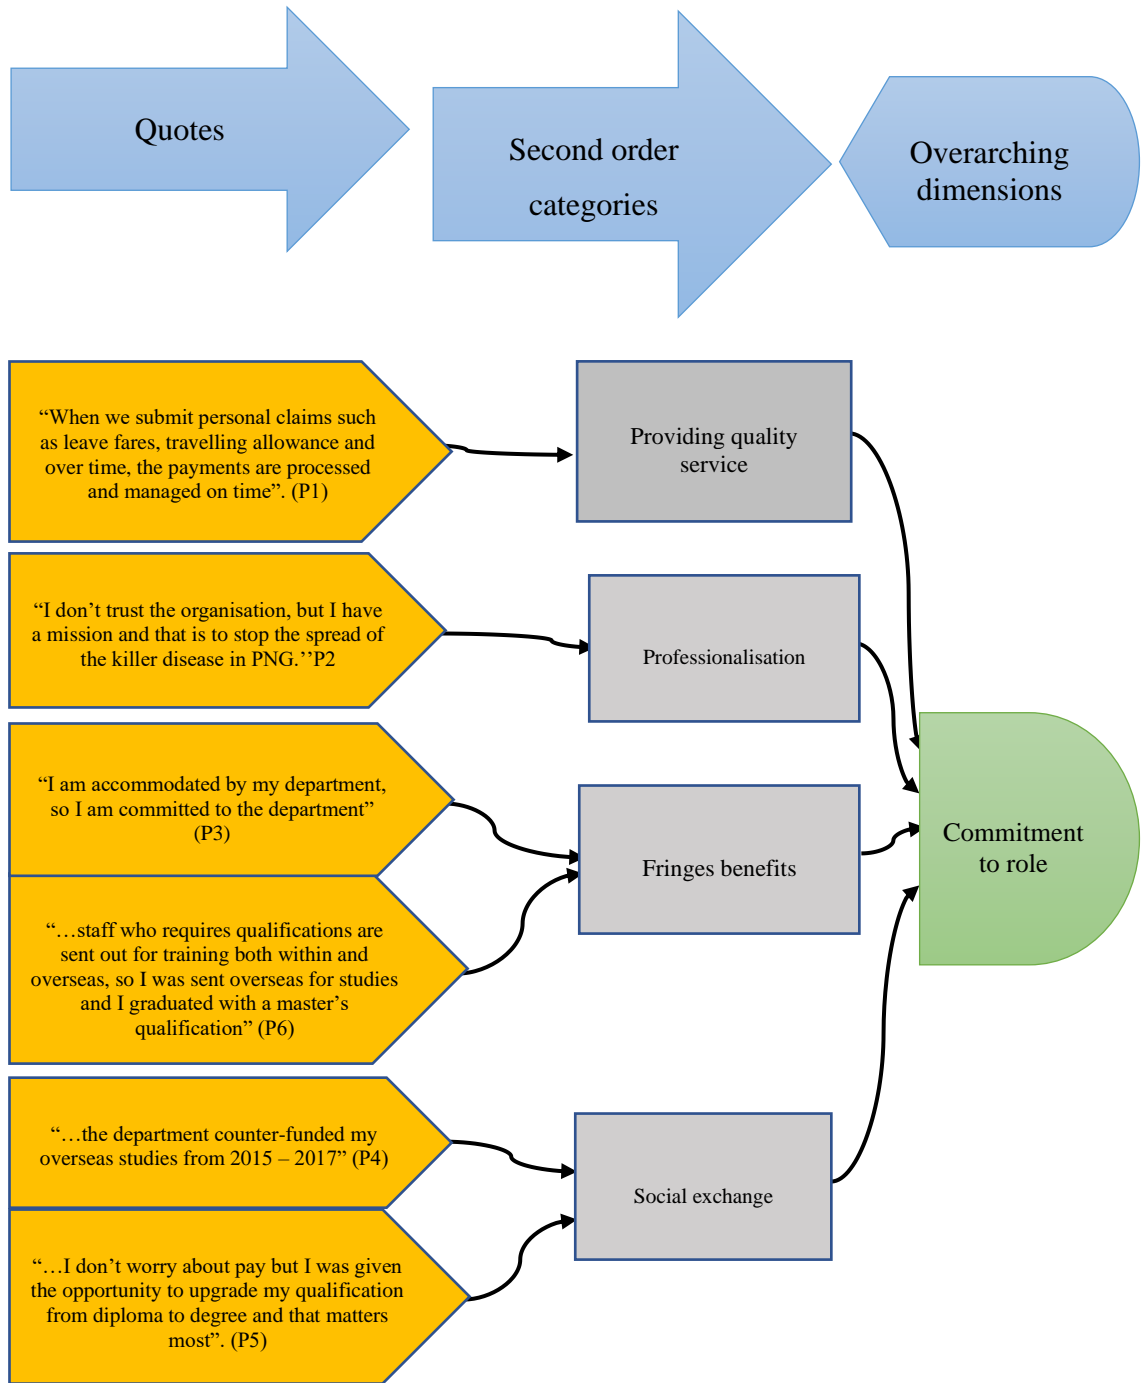 Quotes
Second order
categories
Overarching
dimensions
“When we submit personal claims such
as leave fares, travelling allowance and
over time, the payments are processed
and managed on time”. (P1)
Providing quality
service
“I don’t trust the organisation, but I have
a mission and that is to stop the spread of
the killer disease in PNG.’’P2
Professionalisation
“I am accommodated by my department,
so I am committed to the department”
(P3)
Fringes benefits
“…staff who requires qualifications are
sent out for training both within and
overseas, so I was sent overseas for studies
and I graduated with a master’s
qualification” (P6)
Commitment
to role
“…the department counter-funded my
overseas studies from 2015 – 2017” (P4)
Social exchange
“…I don’t worry about pay but I was given
the opportunity to upgrade my qualification
from diploma to degree and that matters
most”. (P5)